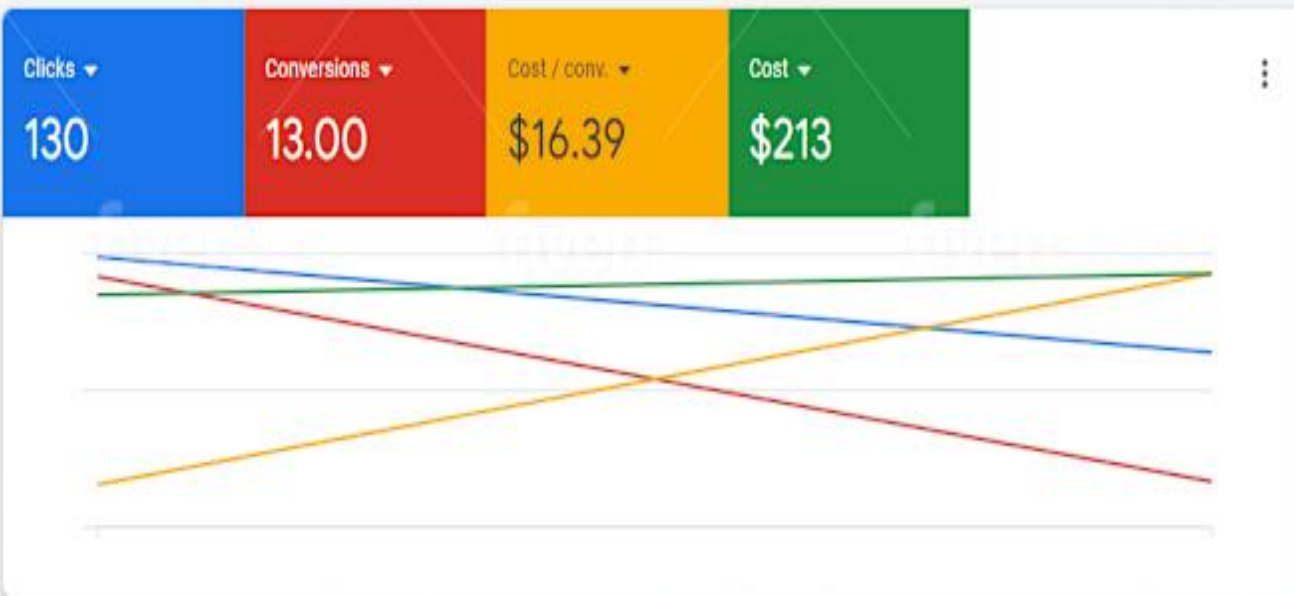 Clicks
130
Conversions
13.00
Cost / conv.
$16.39
Cost
$213